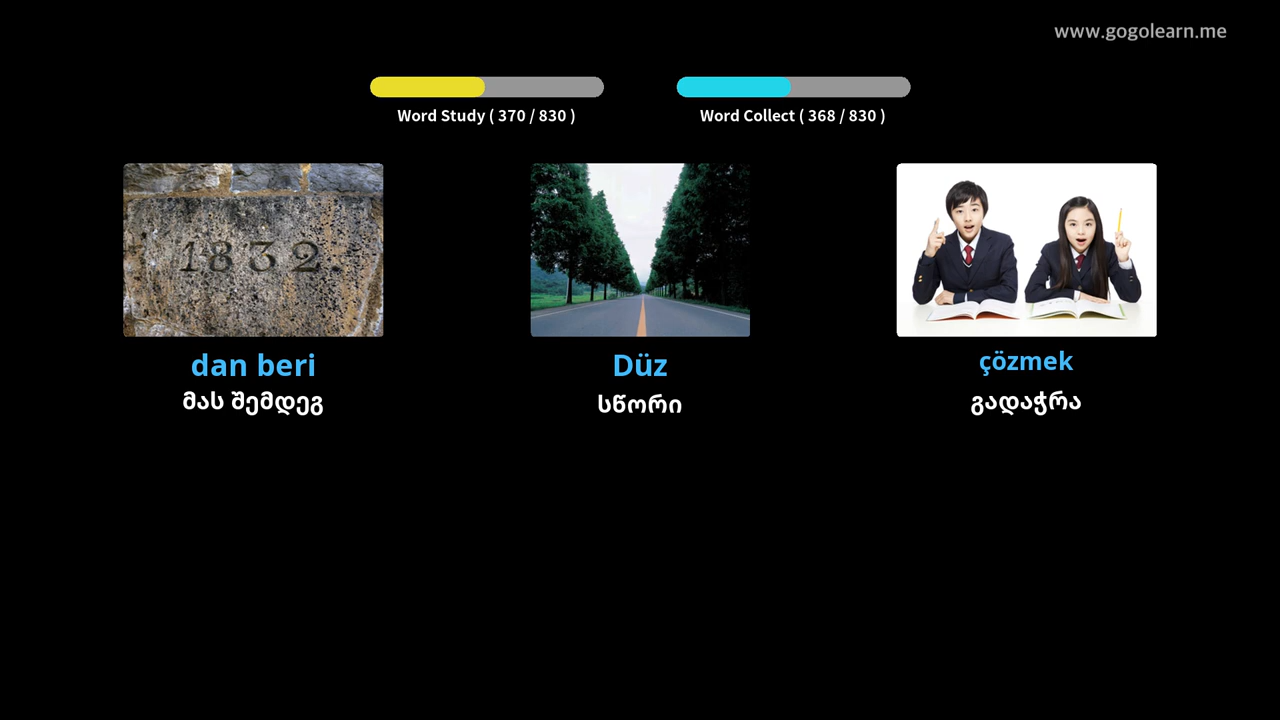 www.gogolearn.me
Word Study ( 370 / 830 )
Word Collect ( 368 / 830 )
1832.
dan beri
მას შემდეგ
Düz
სწორი
çözmek
გადაჭრა